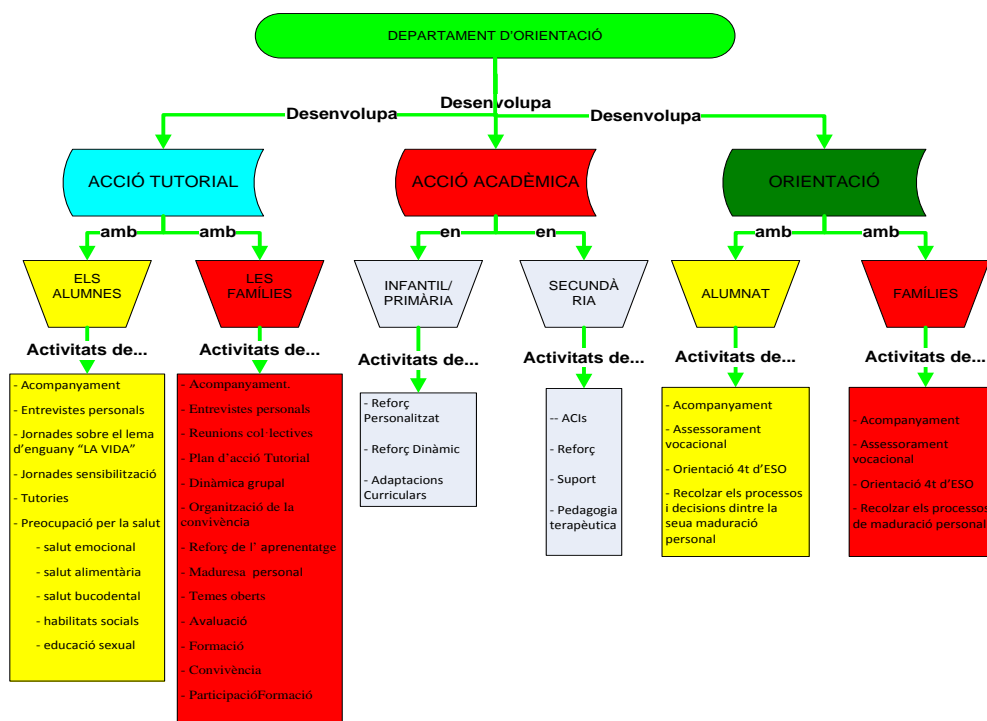 DEPARTAMENT D'ORIENTACIÓ
Desenvolupa
Desenvolupa
Desenvolupa
ACCIÓ TUTORIAL
ACCIÓ ACADÈMICA
ORIENTACIÓ
amb
amb
en
en
amb
amb
ELS
ALUMNES
LES
FAMÍLIES
INFANTIL/
PRIMÀRIA
SECUNDÀ
RIA
ALUMNAT
FAMÍLIES
Activitats de...
Activitats de...
Activitats de...
Activitats de...
Activitats de...
Activitats de...
- Acompanyament
- Entrevistes personals
- Jornades sobre el lema
d'enguany "LA VIDA"
- Jornades sensibilització
- Tutories
- Preocupació per la salut
- salut emocional
- salut alimentària
- salut bucodental
- habilitats socials
- educació sexual
- Acompanyament.
- Entrevistes personals
- Reunions col·lectives
- Plan d'acció Tutorial
- Dinàmica grupal
- Organització de la
convivència
- Reforç de l' aprenentatge
- Maduresa personal
- Temes oberts
- Avaluació
- Formació
- Convivència
- ParticipacióFormació
- Reforç
Personalitzat
- Reforç Dinàmic
- Adaptacions
Curriculars
-- ACIs
- Reforç
- Suport
- Pedagogia
terapèutica
- Acompanyament
- Assessorament
vocacional
- Orientació 4t d'ESO
- Recolzar els processos
i decisions dintre la
seua maduració
personal
- Acompanyament
- Assessorament
vocacional
- Orientació 4t d'ESO
- Recolzar els processos
de maduració personal